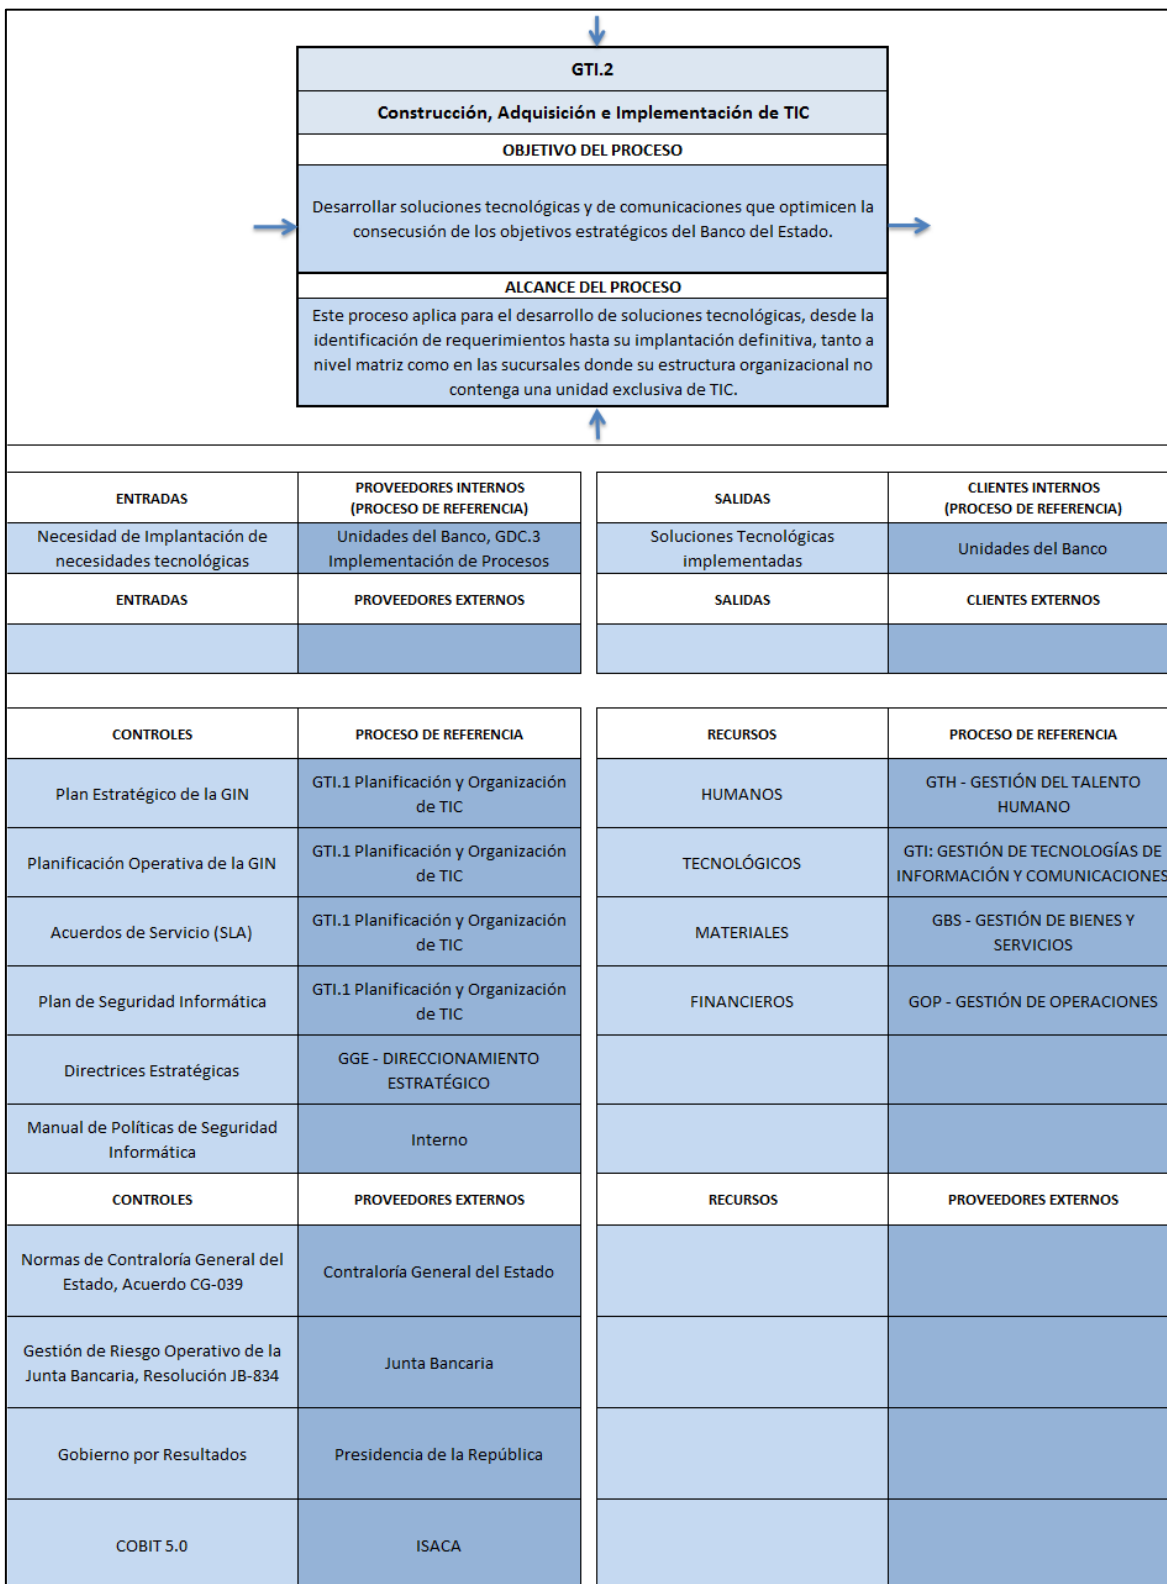 GTI.2
Construcción, Adquisición e Implementación de TIC
OBJETIVO DEL PROCESO
Desarrollar soluciones tecnológicas y de comunicaciones que optimicen la
consecusión de los objetivos estratégicos del Banco del Estado.
ALCANCE DEL PROCESO
Este proceso aplica para el desarrollo de soluciones tecnológicas, desde la
identificación de requerimientos hasta su implantación definitiva, tanto a
nivel matriz como en las sucursales donde su estructura organizacional no
contenga una unidad exclusiva de TIC.
ENTRADAS
PROVEEDORES INTERNOS
(PROCESO DE REFERENCIA)
SALIDAS
CLIENTES INTERNOS
(PROCESO DE REFERENCIA)
Necesidad de Implantación de
necesidades tecnológicas
Unidades del Banco, GDC.3
Implementación de Procesos
Soluciones Tecnológicas
implementadas
Unidades del Banco
ENTRADAS
PROVEEDORES EXTERNOS
SALIDAS
CLIENTES EXTERNOS
CONTROLES
PROCESO DE REFERENCIA
RECURSOS
PROCESO DE REFERENCIA
Plan Estratégico de la GIN
GTI.1 Planificación y Organización
de TIC
HUMANOS
GTH - GESTIÓN DEL TALENTO
HUMANO
Planificación Operativa de la GIN
GTI.1 Planificación y Organización
de TIC
TECNOLÓGICOS
GTI: GESTIÓN DE TECNOLOGÍAS DE
INFORMACIÓN Y COMUNICACIONES
Acuerdos de Servicio (SLA)
GTI.1 Planificación y Organización
de TIC
MATERIALES
GBS - GESTIÓN DE BIENES Y
SERVICIOS
Plan de Seguridad Informática
GTI.1 Planificación y Organización
de TIC
FINANCIEROS
GOP - GESTIÓN DE OPERACIONES
Directrices Estratégicas
GGE - DIRECCIONAMIENTO
ESTRATÉGICO
Manual de Políticas de Seguridad
Informática
Interno
CONTROLES
PROVEEDORES EXTERNOS
RECURSOS
PROVEEDORES EXTERNOS
Normas de Contraloría General del
Estado, Acuerdo CG-039
Contraloría General del Estado
Gestión de Riesgo Operativo de la
Junta Bancaria, Resolución JB-834
Junta Bancaria
Gobierno por Resultados
Presidencia de la República
COBIT 5.0
ISACA